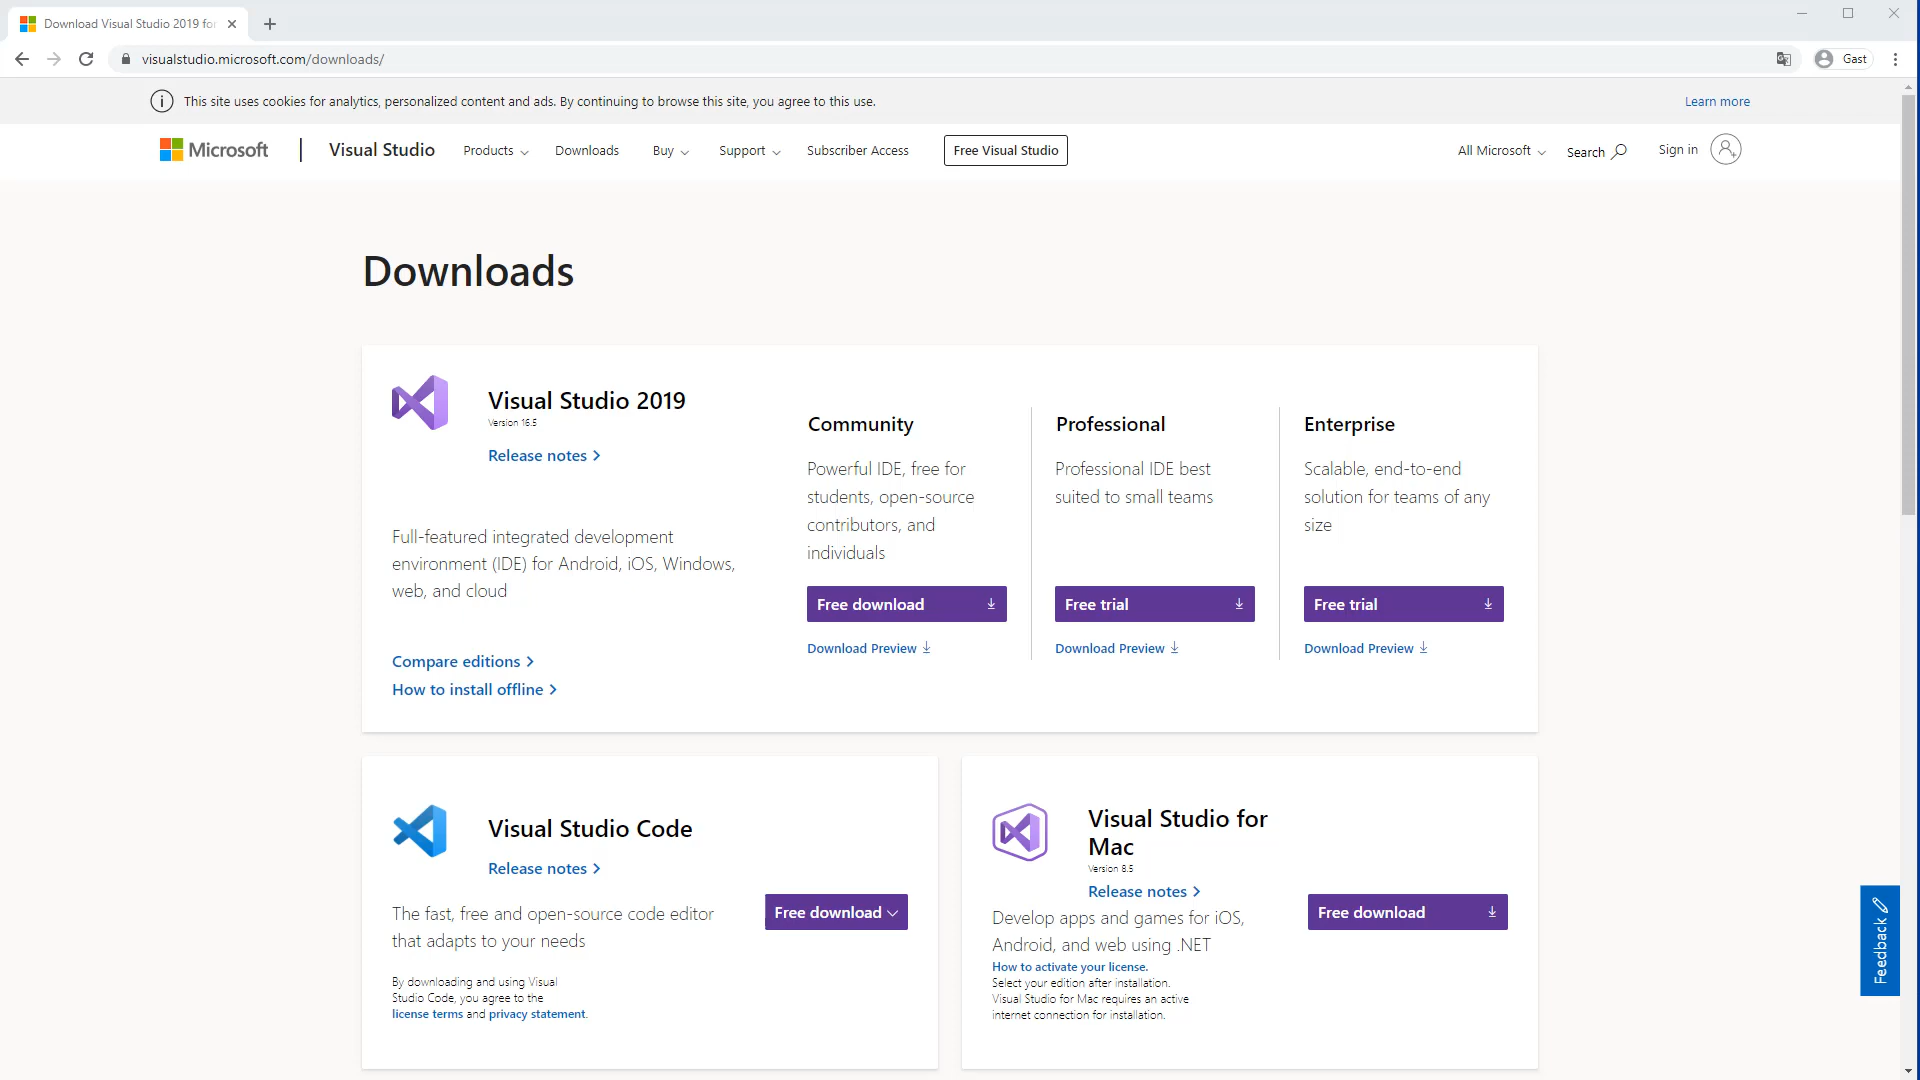 Download Visual Studio 2019 for
visualstudio.microsoft.com/downloads/
Gast
This site uses cookies for analytics, personalized content and ads. By continuing to browse this site, you agree to this use.
Learn more
Microsoft
Visual Studio
Products
Downloads
Buy
Support
Subscriber Access
Free Visual Studio
All Microsoft
Search
Sign in
Downloads
Visual Studio 2019
Version 16.5
Release notes
Full-featured integrated development
environment (IDE) for Android, iOS, Windows,
web, and cloud
Compare editions
How to install offline
Community
Powerful IDE, free for
students, open-source
contributors, and
individuals
Free download
Download Preview
Professional
Professional IDE best
suited to small teams
Free trial
Download Preview
Enterprise
Scalable, end-to-end
solution for teams of any
size
Free trial
Download Preview
Visual Studio Code
Release notes
The fast, free and open-source code editor
that adapts to your needs
Free download
By downloading and using Visual
Studio Code, you agree to the
license terms and privacy statement.
Visual Studio for
Mac
Version 8.5
Release notes
Develop apps and games for iOS,
Android, and web using .NET
How to activate your license.
Select your edition after installation.
Visual Studio for Mac requires an active
internet connection for installation.
Free download
Feedback